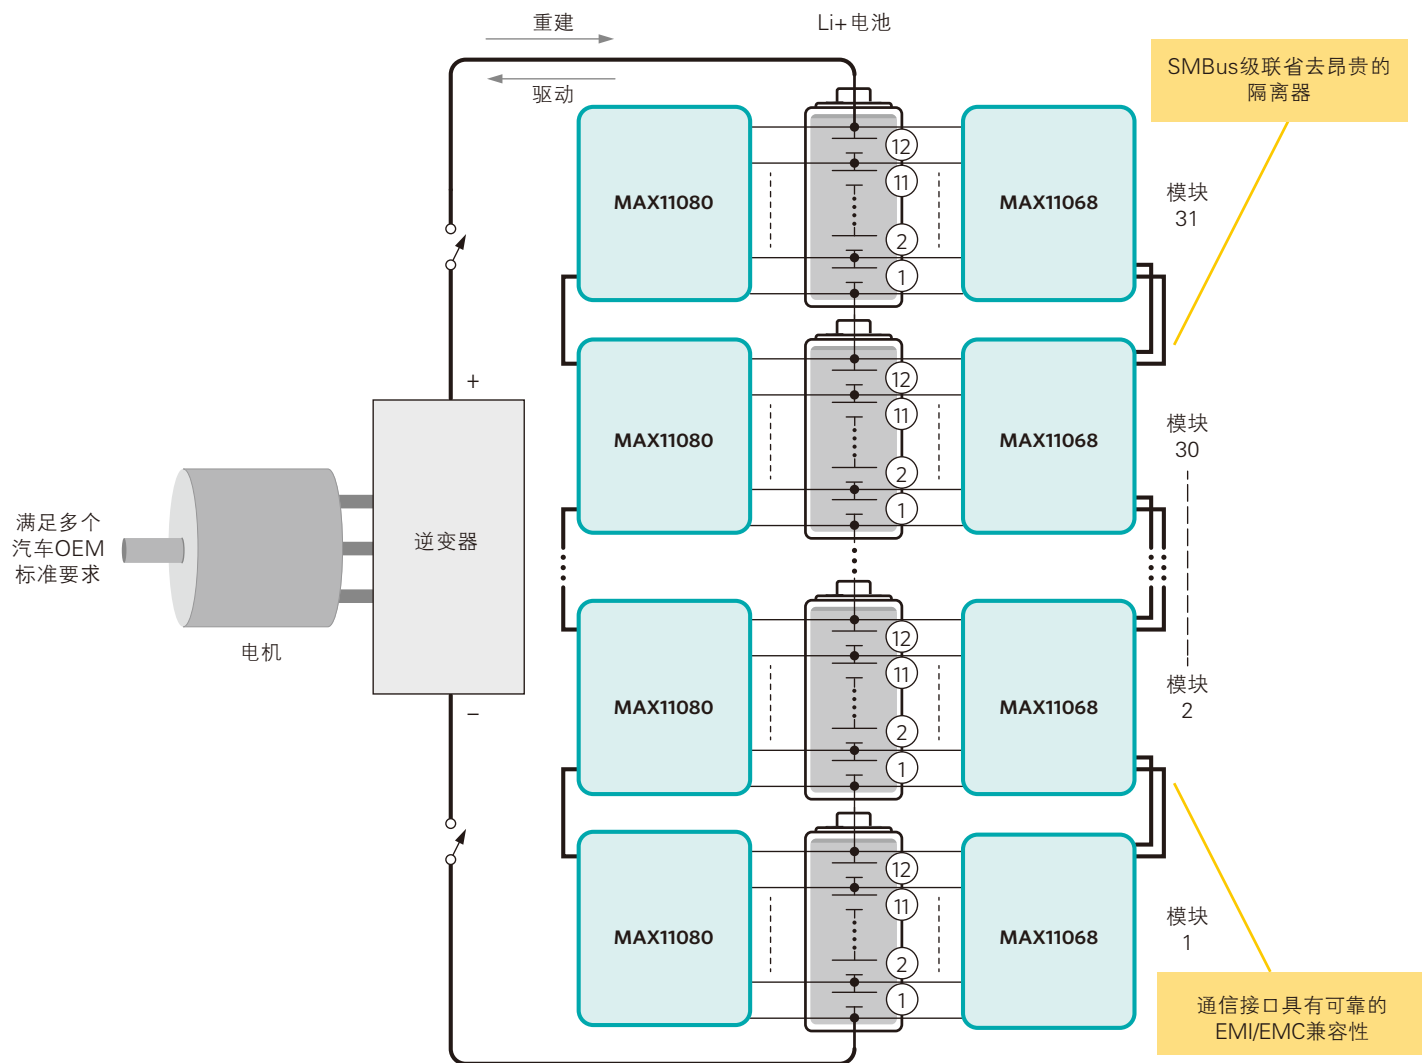 重建
Li+电池
驱动
SMBus级联省去昂贵的
隔离器
MAX11080
12
11
2
1
MAX11068
模块
31
MAX11080
12
11
2
1
MAX11068
模块
30
+
逆变器
−
满足多个
汽车OEM
标准要求
电机
MAX11080
12
11
2
1
MAX11068
模块
2
MAX11080
12
11
2
1
MAX11068
模块
1
通信接口具有可靠的
EMI/EMC兼容性